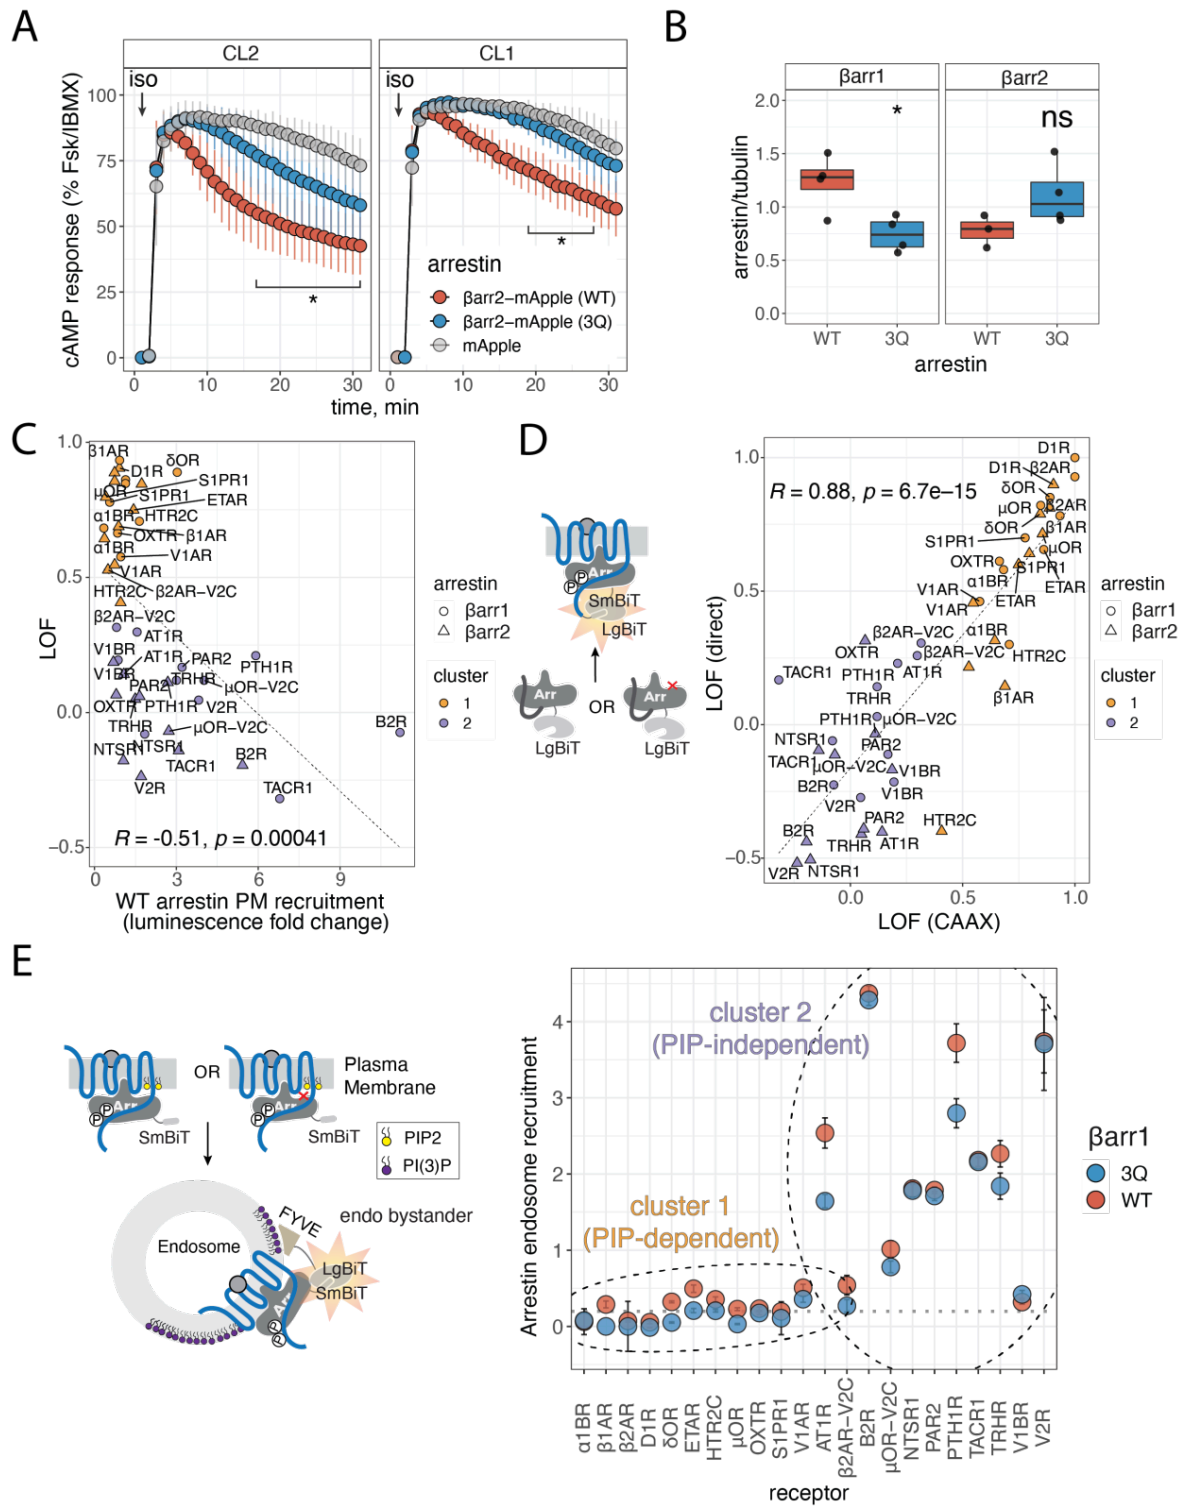 A
CL2
CL1
iso
iso
100
75
50
25
0
cAMP response (% Fsk/IBMX)
arrestin
βarr2−mApple (WT)
βarr2−mApple (3Q)
mApple
*
*
0
10
20
30
0
10
20
30
time, min
B
βarr1
βarr2
*
ns
2.0
1.5
1.0
0.5
0.0
arrestin/tubulin
WT
3Q
WT
3Q
arrestin
C
1.0
0.5
0.0
−0.5
LOF
β1AR
δOR
D1R
S1PR1
μOR
S1PR1
ETAR
α1BR
HTR2C
OXTR
β1AR
α1BR
V1AR
V1AR
HTR2C
β2AR−V2C
β2AR−V2C
AT1R
V1BR
AT1R
PAR2
PTH1R
V1BR
TRHR
μOR−V2C
PAR2
OXTR
PTH1R
V2R
TRHR
μOR−V2C
B2R
NTSR1
NTSR1
TACR1
B2R
V2R
TACR1
R = -0.51, p = 0.00041
0
3
6
9
WT arrestin PM recruitment
(luminescence fold change)
arrestin
βarr1
βarr2
cluster
1
2
D
Arr
P
P
SmBiT
LgBiT
Arr
OR
Arr
LgBiT
LgBiT
1.0
0.5
0.0
−0.5
LOF (direct)
R = 0.88, p = 6.7e−15
D1R
D1R
β2AR
δOR
μOR
β2AR
δOR
β1AR
S1PR1
μOR
OXTR
S1PR1
α1BR
ETAR
V1AR
V1AR
ETAR
β2AR−V2C
α1BR
OXTR
β2AR−V2C
HTR2C
TACR1
PTH1R
AT1R
TRHR
β1AR
PTH1R
μOR−V2C
NTSR1
PAR2
TACR1
μOR−V2C
V1BR
B2R
V1BR
V2R
PAR2
HTR2C
B2R
TRHR
AT1R
V2R
NTSR1
0.0
0.5
1.0
LOF (CAAX)
arrestin
βarr1
βarr2
cluster
1
2
E
OR
Plasma
Membrane
Arr
P
P
SmBiT
Arr
P
P
SmBiT
PIP2
PI(3)P
FYVE
endo bystander
Endosome
LgBiT
SmBiT
Arr
P
P
4
3
2
1
0
Arrestin endosome recruitment
cluster 2
(PIP-independent)
cluster 1
(PIP-dependent)
βarr1
3Q
WT
α1BR
β1AR
β2AR
D1R
δOR
ETAR
HTR2C
μOR
OXTR
S1PR1
V1AR
AT1R
β2AR−V2C
B2R
μOR−V2C
NTSR1
PAR2
PTH1R
TACR1
TRHR
V1BR
V2R
receptor